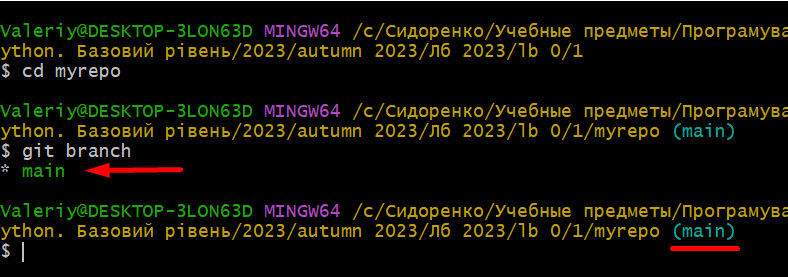 Valeriy@DESKTOP-3LON63D MINGW64 /c/Сидоренко/Учебные предметы/Програмува
ython. Базовий рівень/2023/autumn 2023/Лб 2023/lb 0/1
$ cd myrepo
Valeriy@DESKTOP-3LON63D MINGW64 /c/Сидоренко/Учебные предметы/Програмува
ython. Базовий рівень/2023/autumn 2023/Лб 2023/lb 0/1/myrepo (main)
$ git branch
* main
Valeriy@DESKTOP-3LON63D MINGW64 /c/Сидоренко/Учебные предметы/Програмува
ython. Базовий рівень/2023/autumn 2023/Лб 2023/lb 0/1/myrepo (main)
$